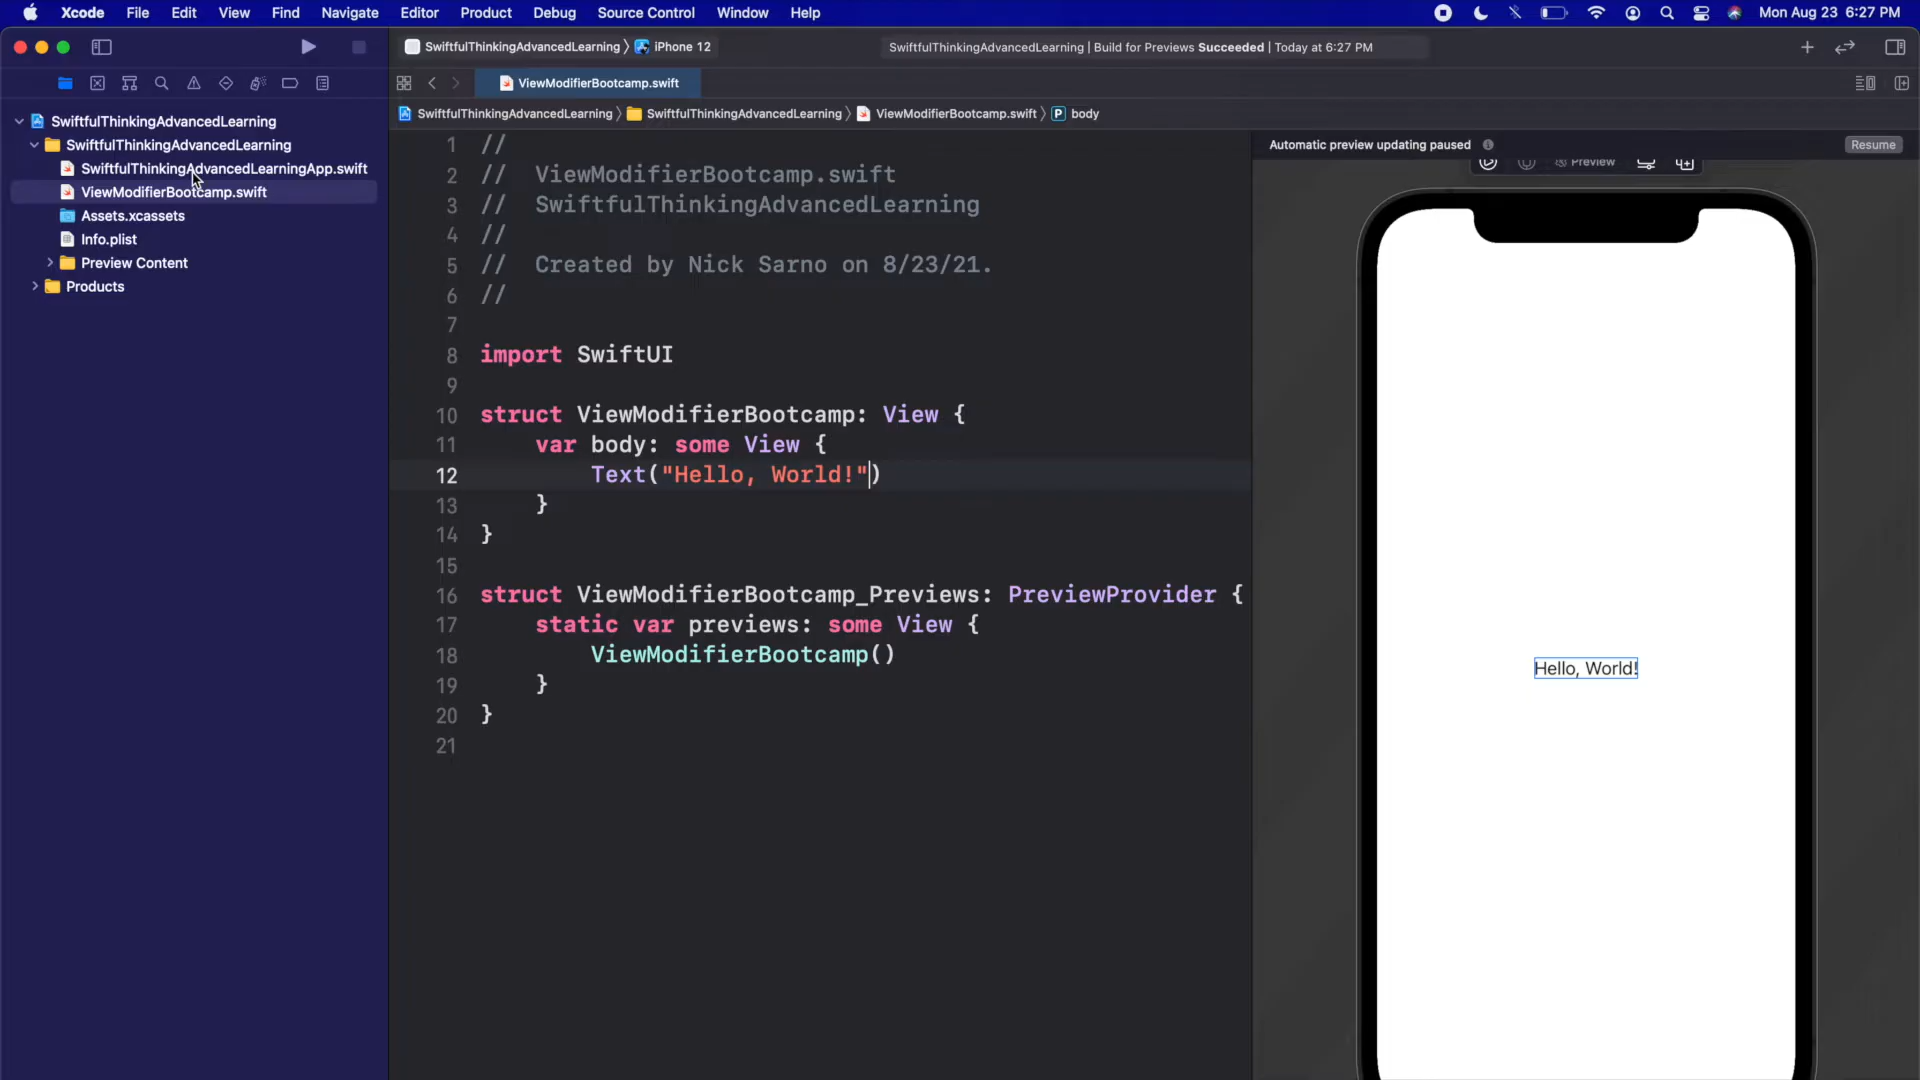 Xcode File Edit View Find Navigate Editor Product Debug Source Control Window Help Mon Aug 23 6:27 PM
SwiftfulThinkingAdvancedLearning iPhone 12 SwiftfulThinkingAdvancedLearning | Build for Previews Succeeded | Today at 6:27 PM
ViewModifierBootcamp.swift
SwiftfulThinkingAdvancedLearning SwiftfulThinkingAdvancedLearning ViewModifierBootcamp.swift P body
SwiftfulThinkingAdvancedLearning
SwiftfulThinkingAdvancedLearning
SwiftfulThinkingAdvancedLearningApp.swift
ViewModifierBootcamp.swift
Assets.xcassets
Info.plist
Preview Content
Products
1 //
2 //  ViewModifierBootcamp.swift
3 //  SwiftfulThinkingAdvancedLearning
4 //
5 //  Created by Nick Sarno on 8/23/21.
6 //
7
8 import SwiftUI
9
10 struct ViewModifierBootcamp: View {
11     var body: some View {
12         Text("Hello, World!")
13     }
14 }
15
16 struct ViewModifierBootcamp_Previews: PreviewProvider {
17     static var previews: some View {
18         ViewModifierBootcamp()
19     }
20 }
21
Automatic preview updating paused Resume
Preview
Hello, World!